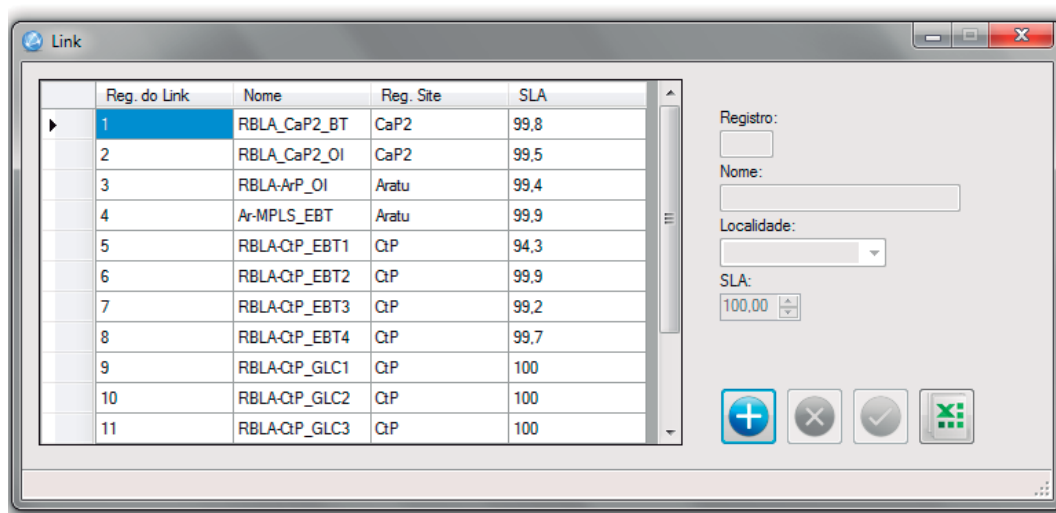 Link
Reg. do Link Nome Reg. Site SLA
1 RBLA_CaP2_BT CaP2 99,8
2 RBLA_CaP2_OI CaP2 99,5
3 RBLA-ArP_OI Aratu 99,4
4 Ar-MPLS_EBT Aratu 99,9
5 RBLA-CtP_EBT1 CtP 94,3
6 RBLA-CtP_EBT2 CtP 99,9
7 RBLA-CtP_EBT3 CtP 99,2
8 RBLA-CtP_EBT4 CtP 99,7
9 RBLA-CtP_GLC1 CtP 100
10 RBLA-CtP_GLC2 CtP 100
11 RBLA-CtP_GLC3 CtP 100
Registro:
Nome:
Localidade:
SLA:
100,00